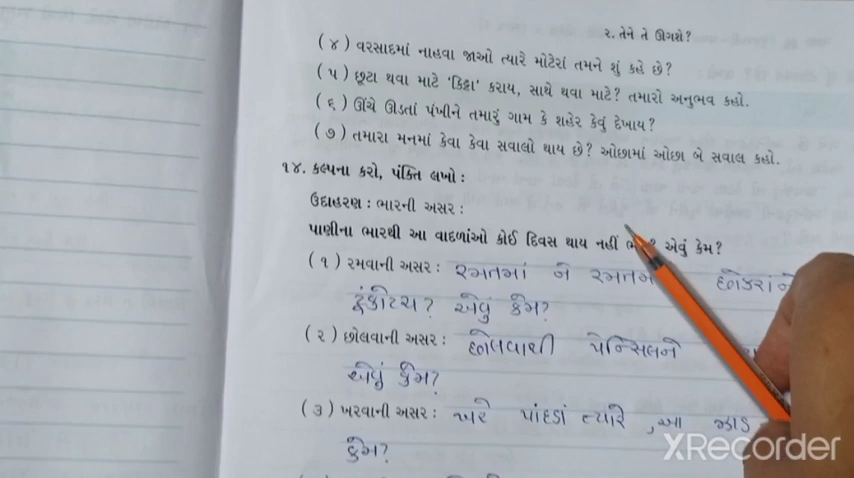 ૨. તેને તે ઊગશે?
(૪) વરસાદમાં નાહવા જાઓ ત્યારે મોટેરાં તમને શું કહે છે?
(૫) છૂટા થવા માટે 'કિટ્ટા' કરાય, સાથે થવા માટે? તમારો અનુભવ કહો.
(૬) ઊંચે ઊડતાં પંખીને તમારું ગામ કે શહેર કેવું દેખાય?
(૭) તમારા મનમાં કેવા કેવા સવાલો થાય છે? ઓછામાં ઓછા બે સવાલ કહો.
૧૪. કલ્પના કરો, પંક્તિ લખો :
ઉદાહરણ : ભારની અસર :
પાણીના ભારથી આ વાદળાંઓ કોઈ દિવસ થાય નહીં એવું કેમ?
(૧) રમવાની અસર : રમતમાં ને રમતમ છોકરાંને
એવું કેમ?
(૨) છોલવાની અસર : છોલવાથી પેન્સિલને
એવું કેમ?
(૩) ખરવાની અસર : ખરે પાંદડાં ત્યારે, આ ઝાડ
કેમ?
XRecorder